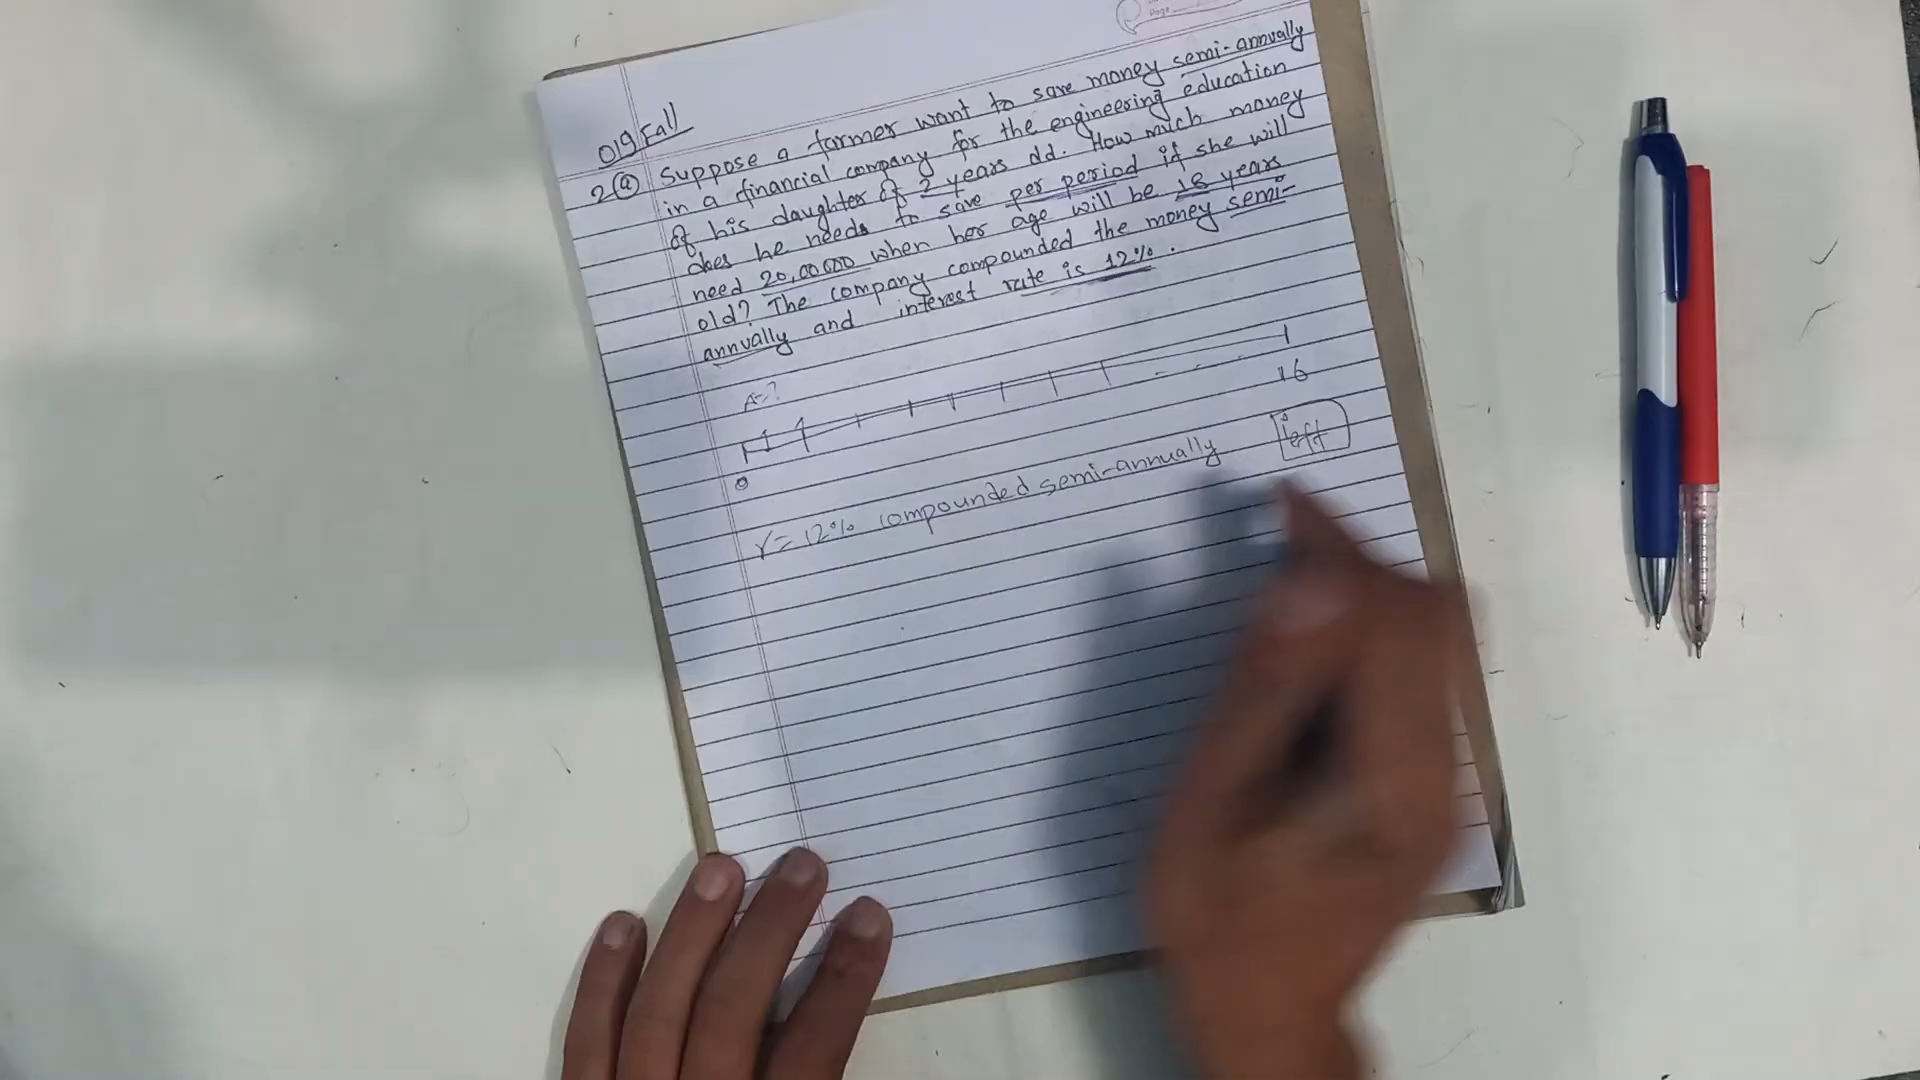 Page
019 Fall
2 (a) Suppose a farmer want to save money semi-annually
in a financial company for the engineering education
of his daughter of 2 years old. How much money
does he needs to save per period if she will
need 20,00000 when her age will be 18 years
old? The company compounded the money semi-
annually and interest rate is 12%.
A=?
0 16
r = 12% compounded semi-annually ieff